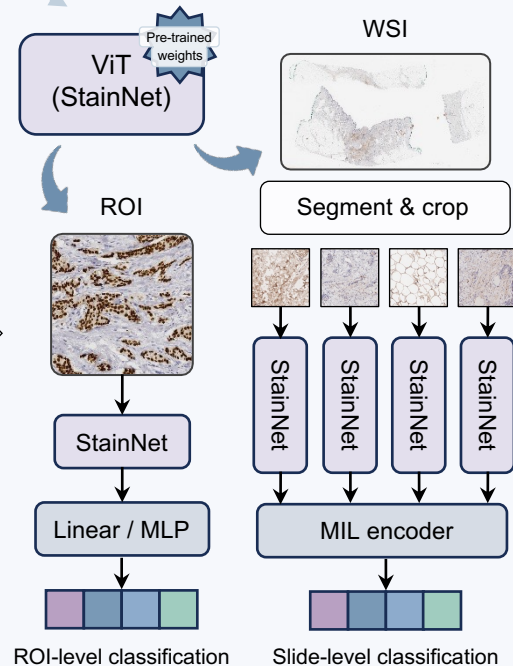 Pre-trained
weights
ViT
(StainNet)
WSI
ROI
Segment & crop
StainNet
StainNet
StainNet
StainNet
StainNet
Linear / MLP
MIL encoder
ROI-level classification
Slide-level classification